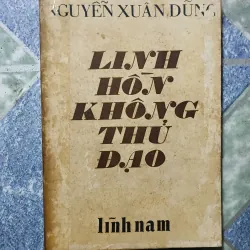 NGUYỄN XUÂN DŨNG
LINH
HỒN
KHÔNG
THỦ
ĐẠO
lĩnh nam